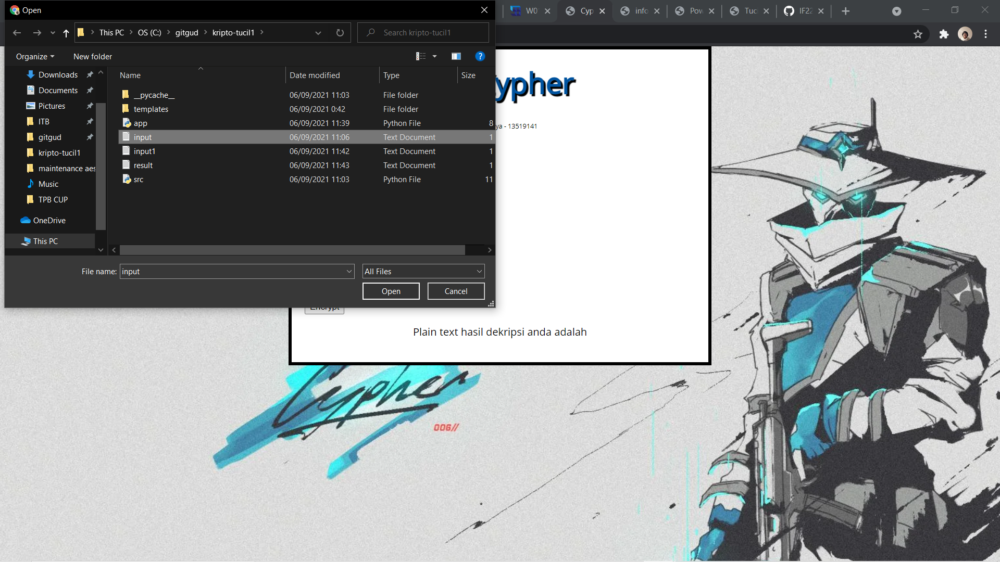 Open
W0
Cyp
info
Pow
Tuc
IF22
This PC
OS (C:)
gitgud
kripto-tucil1
Search kripto-tucil1
Organize
New folder
Downloads
Documents
Pictures
ITB
gitgud
kripto-tucil1
maintenance aes
Music
TPB CUP
OneDrive
This PC
Name Date modified Type Size
__pycache__ 06/09/2021 11:03 File folder
templates 06/09/2021 0:42 File folder
app 06/09/2021 11:39 Python File 8
input 06/09/2021 11:06 Text Document 1
input1 06/09/2021 11:42 Text Document 1
result 06/09/2021 11:43 Text Document 1
src 06/09/2021 11:03 Python File 11
File name: input
All Files
Open
Cancel
ypher
ya - 13519141
Encrypt
Plain text hasil dekripsi anda adalah
Cypher
006//